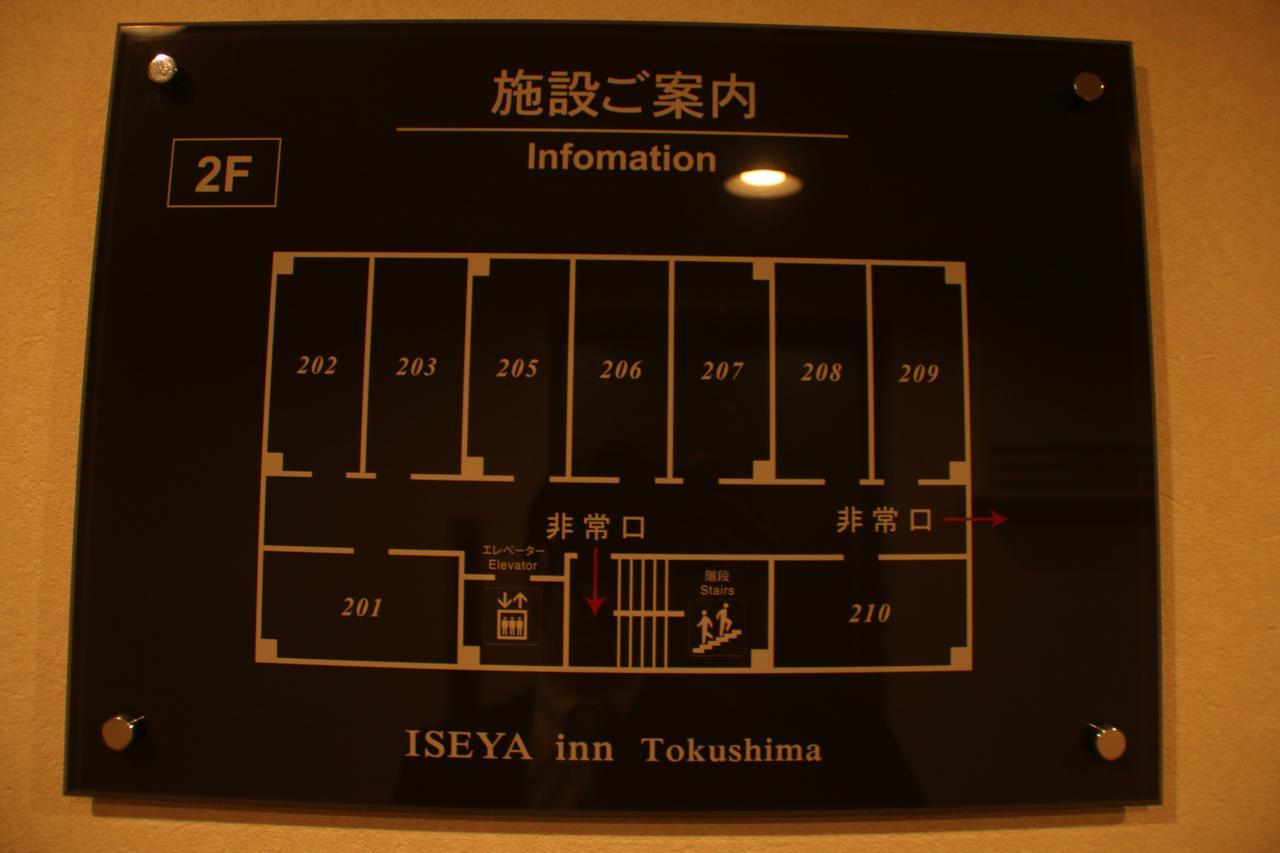 施設ご案内
Infomation
2F
202 203 205 206 207 208 209
非常口 非常口
エレベーター
Elevator
階段
Stairs
201 210
ISEYA inn Tokushima